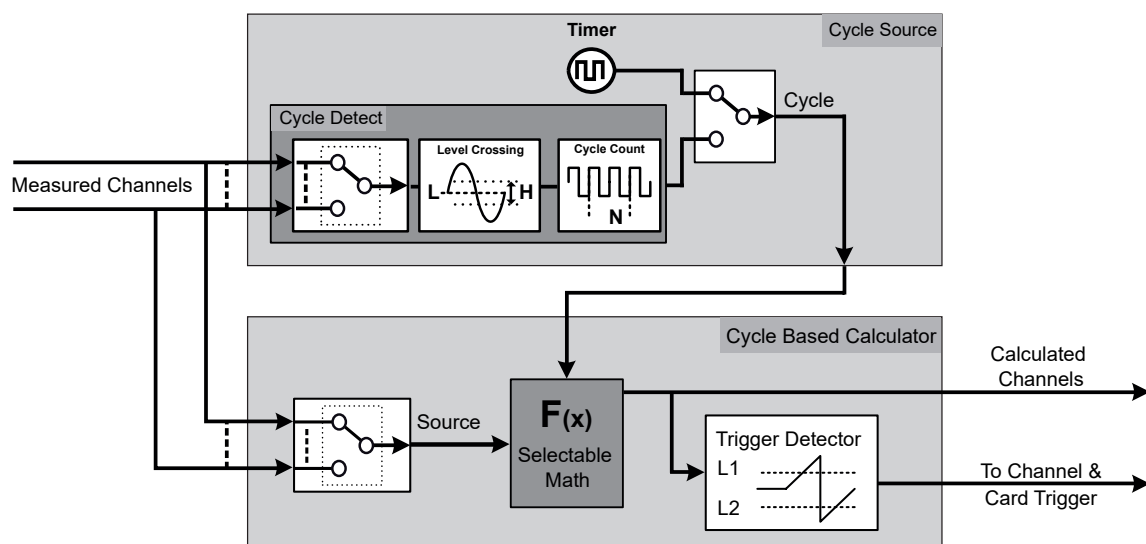 Cycle Source
Timer
Cycle
Cycle Detect
Level Crossing
L
H
Cycle Count
N
Measured Channels
Cycle Based Calculator
Source
F(x)
Selectable
Math
Trigger Detector
L1
L2
Calculated
Channels
To Channel &
Card Trigger